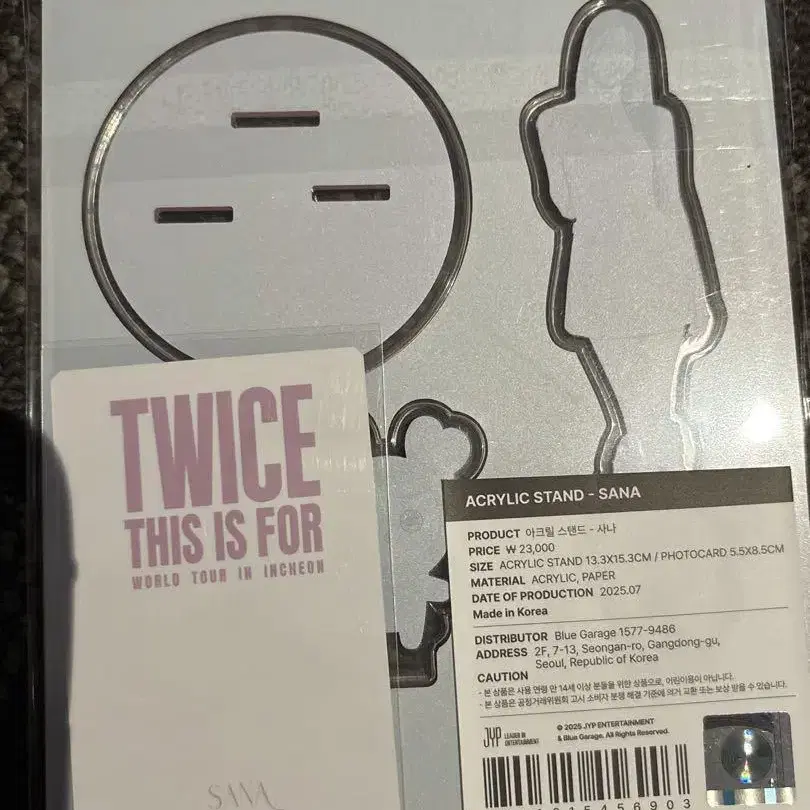 TWICE
THIS IS FOR
WORLD TOUR IN INCHEON
SANA
ACRYLIC STAND - SANA
PRODUCT 아크릴 스탠드 - 사나
PRICE ₩ 23,000
SIZE ACRYLIC STAND 13.3X15.3CM / PHOTOCARD 5.5X8.5CM
MATERIAL ACRYLIC, PAPER
DATE OF PRODUCTION 2025.07
Made in Korea
DISTRIBUTOR Blue Garage 1577-9486
ADDRESS 2F, 7-13, Seongan-ro, Gangdong-gu,
Seoul, Republic of Korea
CAUTION
- 본 상품은 사용 연령 만 14세 이상 분들을 위한 상품으로, 어린이용이 아닙니다.
- 본 상품은 공정거래위원회 고시 소비자 분쟁 해결 기준에 의거 교환 또는 보상 받을 수 있습니다.
JYP LEADER IN
ENTERTAINMENT
© 2025 JYP ENTERTAINMENT
& Blue Garage. All Rights Reserved.